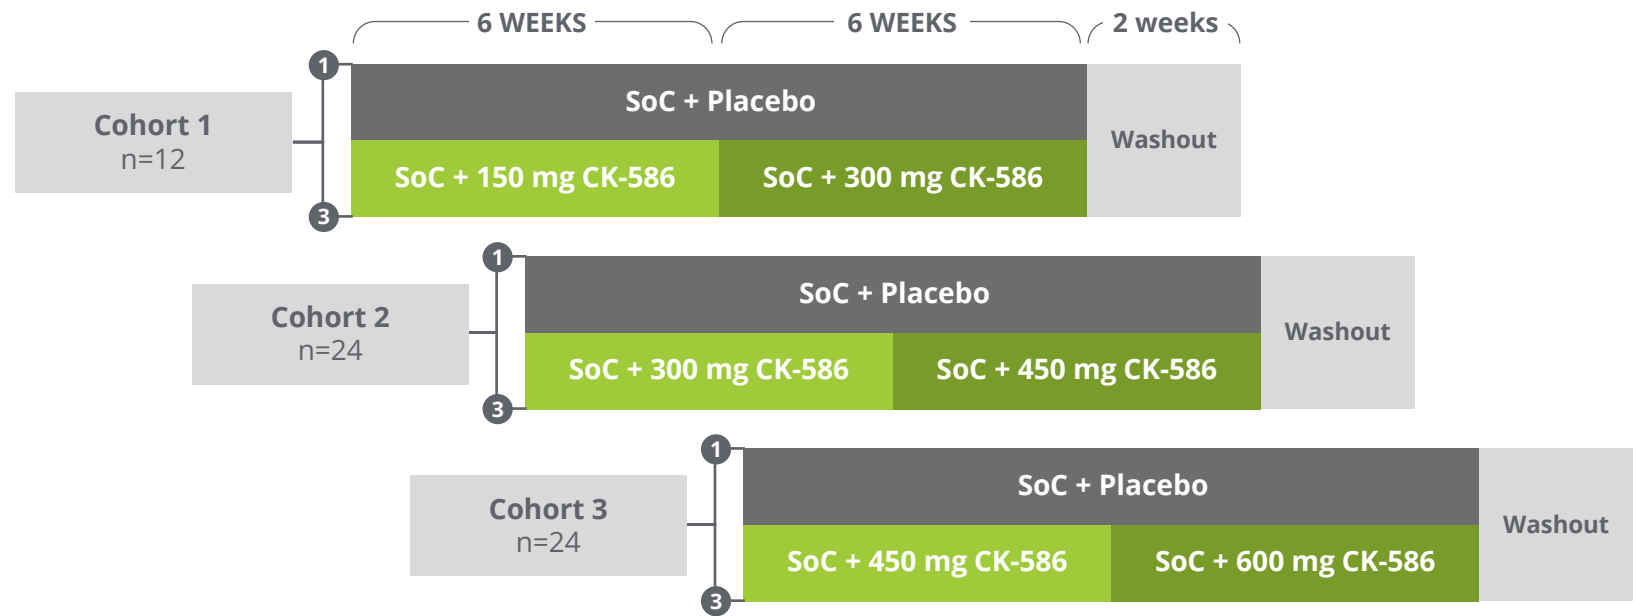 6 WEEKS
6 WEEKS
2 weeks
1
SoC + Placebo
Cohort 1
n=12
Washout
SoC + 150 mg CK-586
SoC + 300 mg CK-586
3
1
SoC + Placebo
Cohort 2
n=24
Washout
SoC + 300 mg CK-586
SoC + 450 mg CK-586
3
1
SoC + Placebo
Cohort 3
n=24
Washout
SoC + 450 mg CK-586
SoC + 600 mg CK-586
3